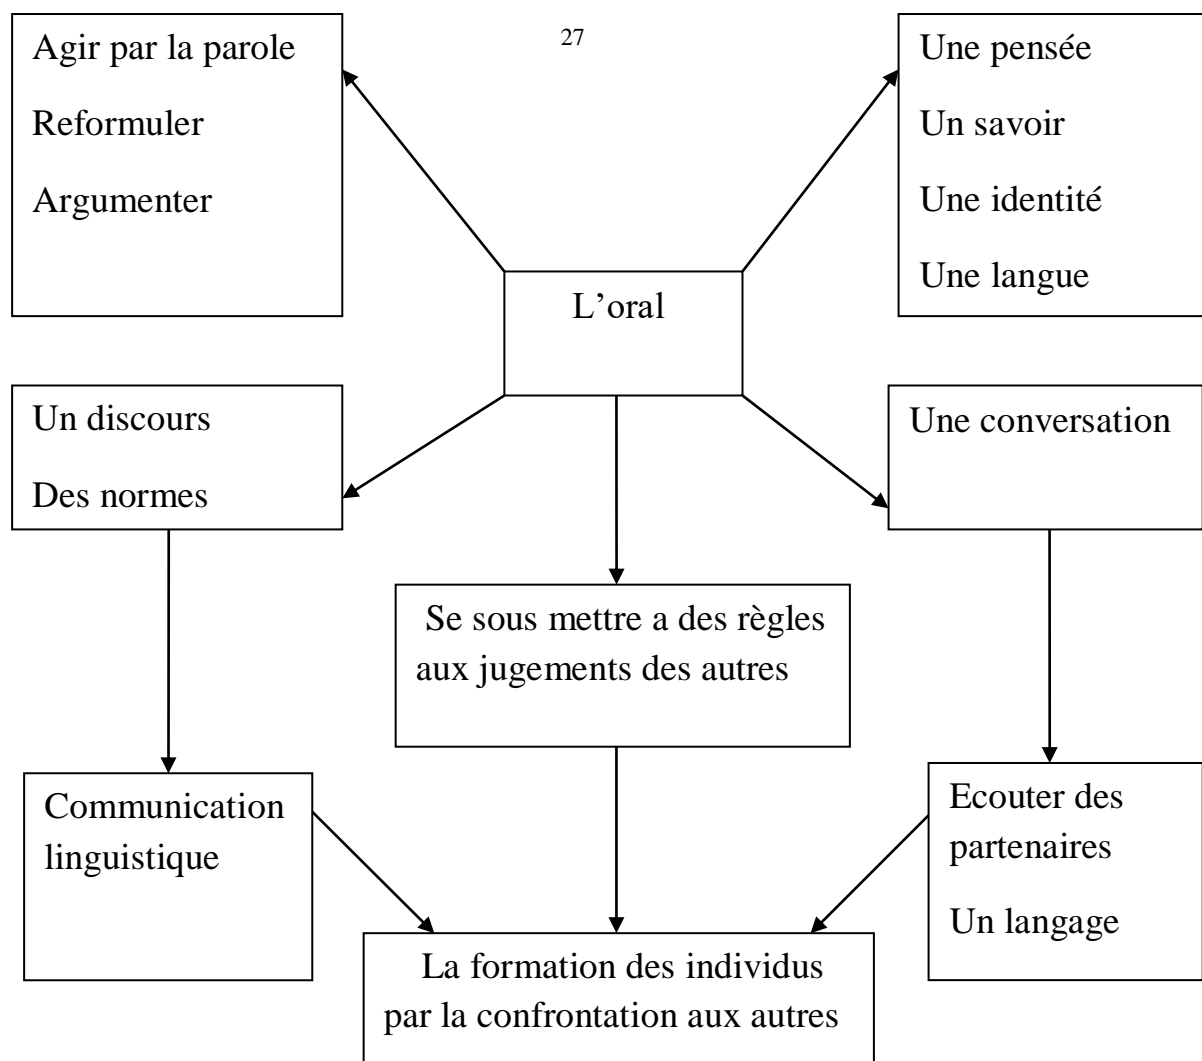 27
Agir par la parole
Reformuler
Argumenter
Une pensée
Un savoir
Une identité
Une langue
L’oral
Un discours
Des normes
Une conversation
Se sous mettre a des règles
aux jugements des autres
Communication
linguistique
Ecouter des
partenaires
Un langage
La formation des individus
par la confrontation aux autres